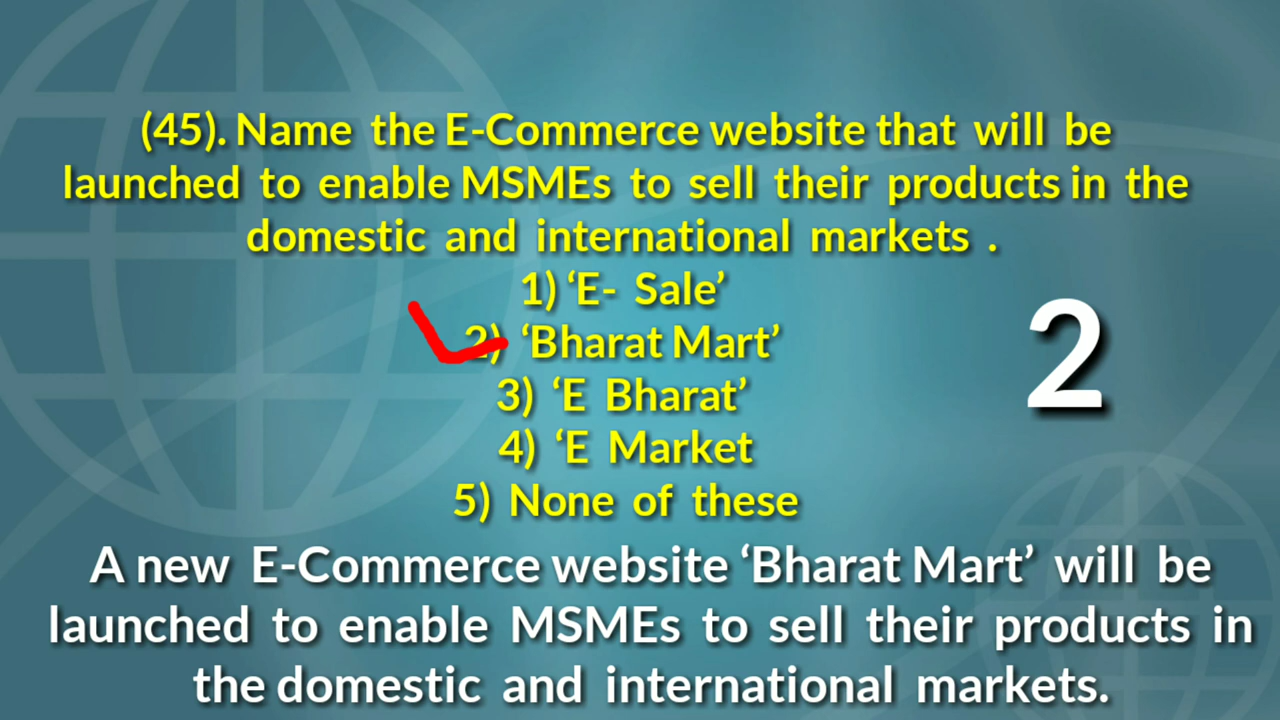 (45). Name the E-Commerce website that will be
launched to enable MSMEs to sell their products in the
domestic and international markets .
1) ‘E- Sale’
2) ‘Bharat Mart’
3) ‘E Bharat’
4) ‘E Market
5) None of these
2
A new E-Commerce website ‘Bharat Mart’ will be
launched to enable MSMEs to sell their products in
the domestic and international markets.